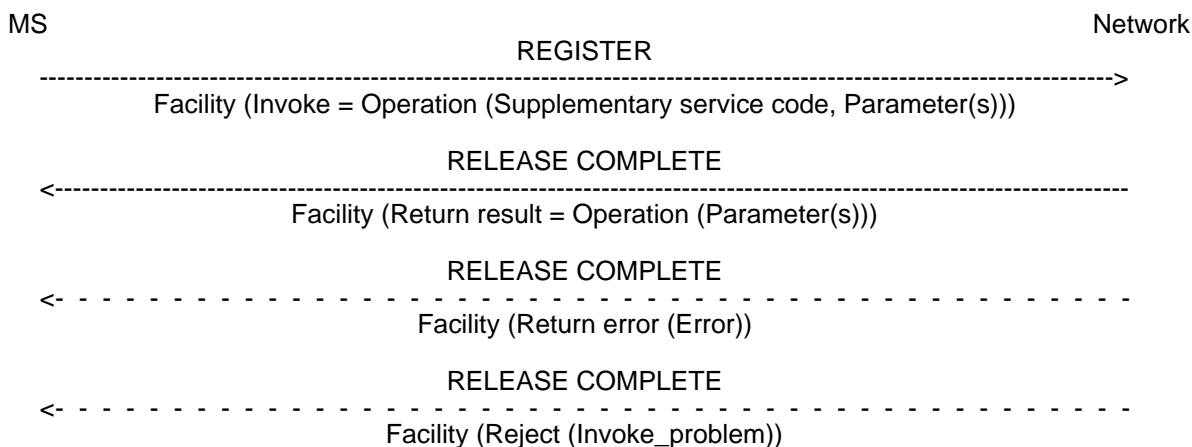 MS Network
REGISTER
Facility (Invoke = Operation (Supplementary service code, Parameter(s)))
RELEASE COMPLETE
Facility (Return result = Operation (Parameter(s)))
RELEASE COMPLETE
Facility (Return error (Error))
RELEASE COMPLETE
Facility (Reject (Invoke_problem))